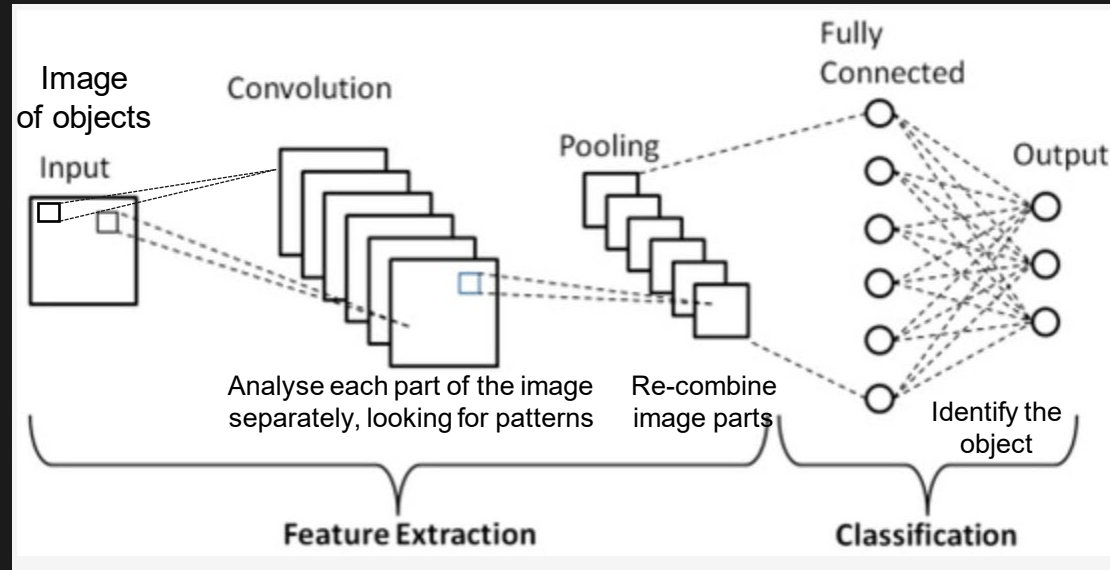 Image
of objects
Input
Convolution
Pooling
Fully
Connected
Output
Analyse each part of the image
separately, looking for patterns
Re-combine
image parts
Identify the
object
Feature Extraction
Classification